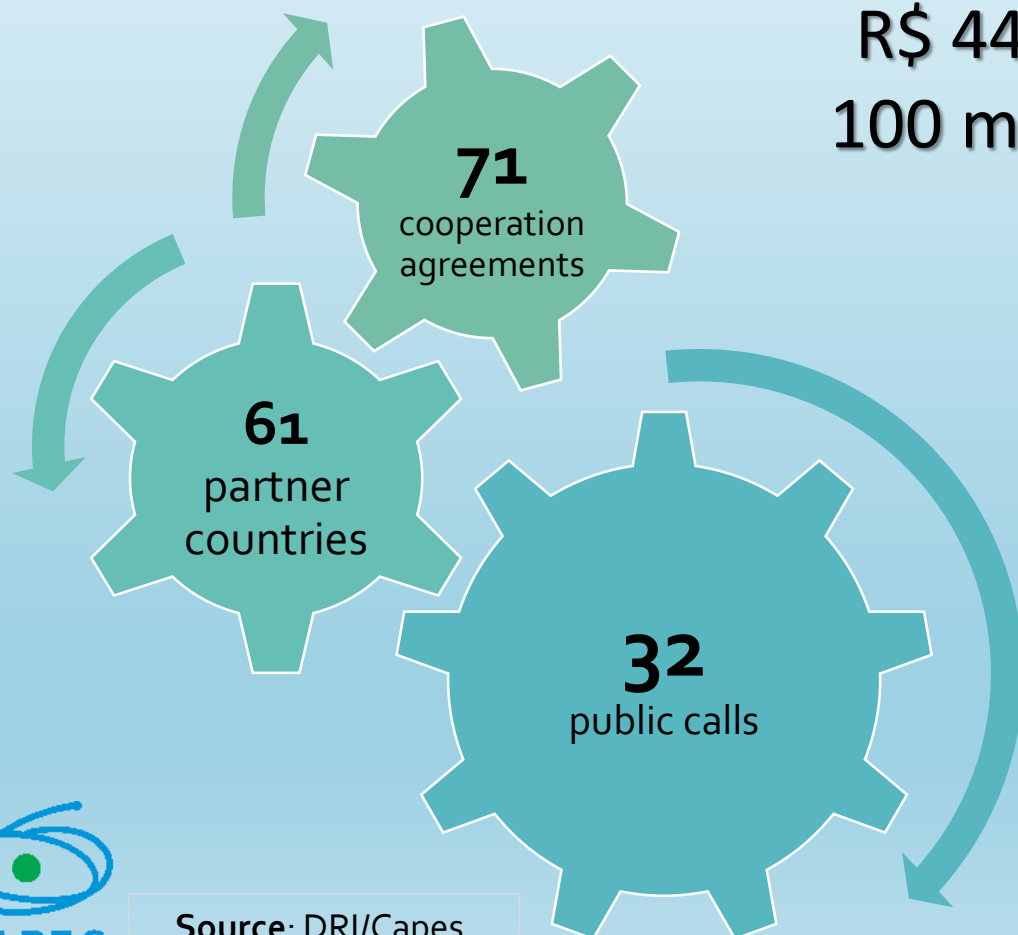 R$ 44
100 m
71
cooperation
agreements
61
partner
countries
32
public calls
Source: DRI/Capes